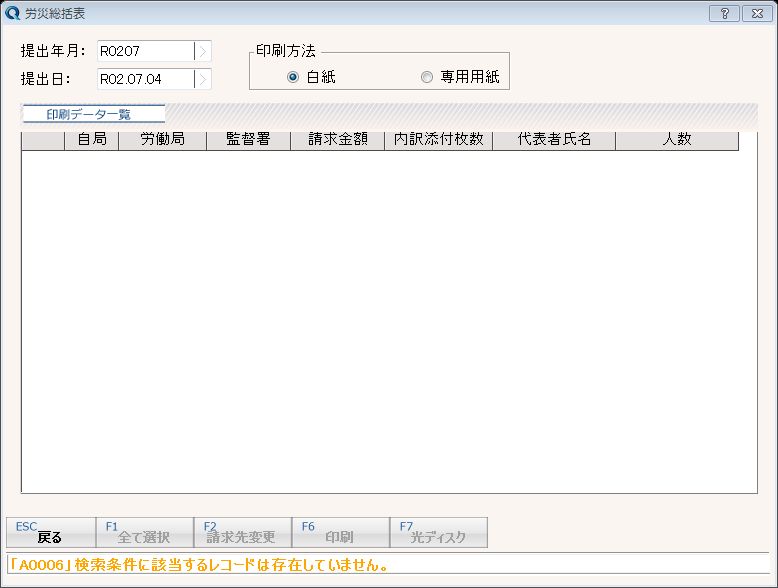 労災総括表
提出年月: R0207
提出日: R02.07.04
印刷方法
白紙 専用用紙
印刷データ一覧
自局 労働局 監督署 請求金額 内訳添付枚数 代表者氏名 人数
ESC 戻る F1 全て選択 F2 請求先変更 F6 印刷 F7 光ディスク
「A0006」検索条件に該当するレコードは存在していません。